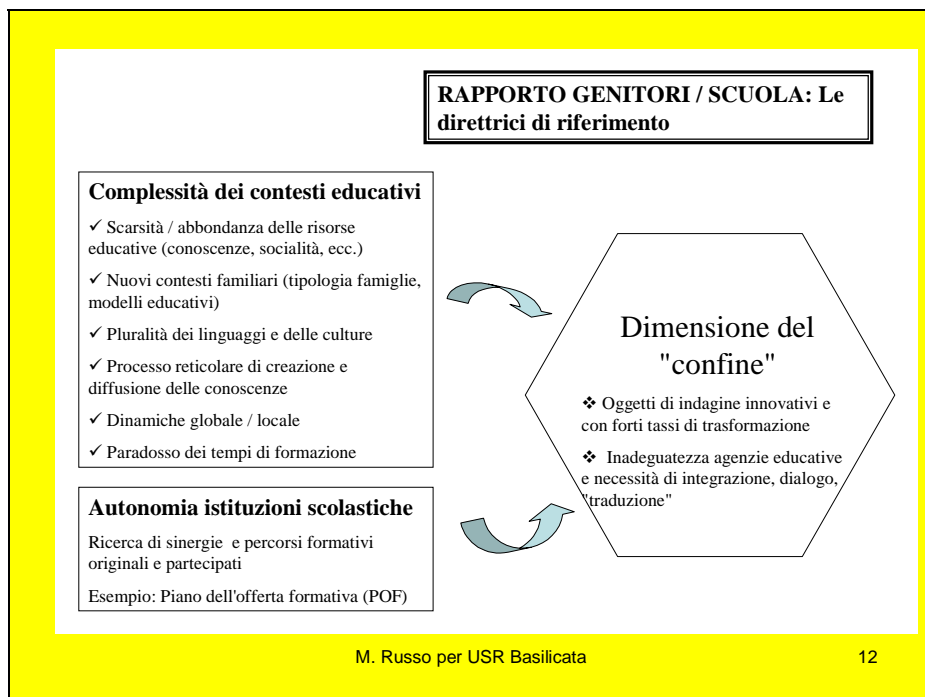 RAPPORTO GENITORI / SCUOLA: Le
direttrici di riferimento
Complessità dei contesti educativi
✓ Scarsità / abbondanza delle risorse
educative (conoscenze, socialità, ecc.)
✓ Nuovi contesti familiari (tipologia famiglie,
modelli educativi)
✓ Pluralità dei linguaggi e delle culture
✓ Processo reticolare di creazione e
diffusione delle conoscenze
✓ Dinamiche globale / locale
✓ Paradosso dei tempi di formazione
Autonomia istituzioni scolastiche
Ricerca di sinergie e percorsi formativi
originali e partecipati
Esempio: Piano dell'offerta formativa (POF)
Dimensione del
"confine"
❖ Oggetti di indagine innovativi e
con forti tassi di trasformazione
❖ Inadeguatezza agenzie educative
e necessità di integrazione, dialogo,
"traduzione"
M. Russo per USR Basilicata
12